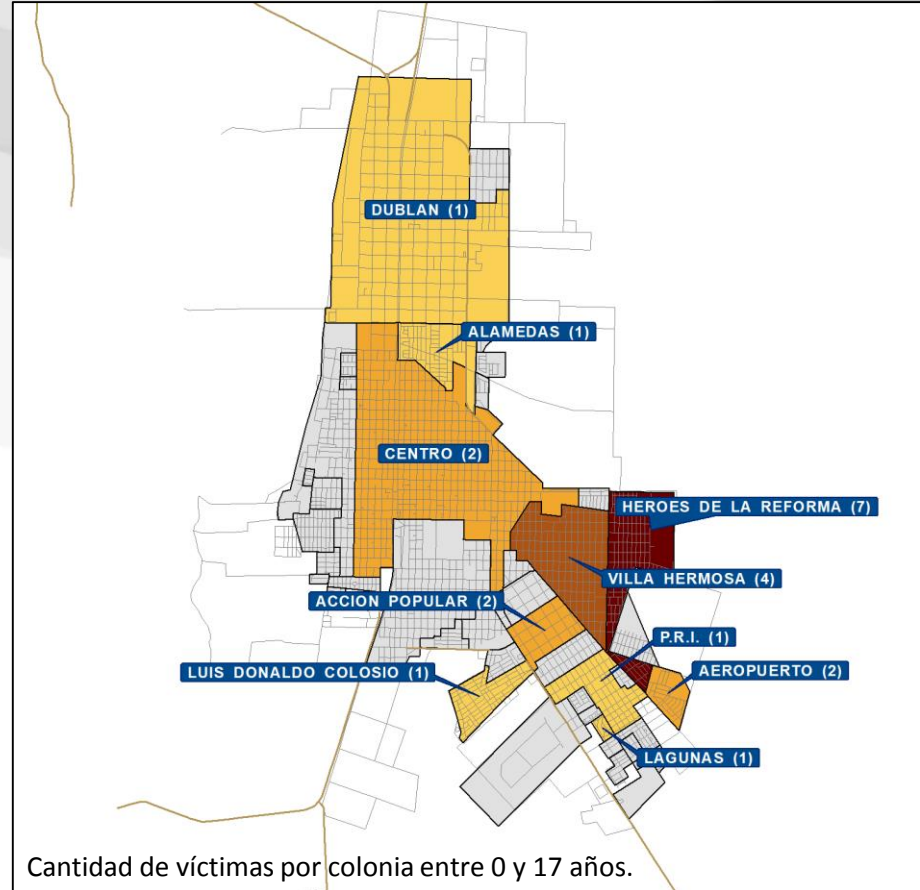 DUBLAN (1)
ALAMEDAS (1)
CENTRO (2)
HEROES DE LA REFORMA (7)
VILLA HERMOSA (4)
ACCION POPULAR (2)
P.R.I. (1)
LUIS DONALDO COLOSIO (1)
AEROPUERTO (2)
LAGUNAS (1)
Cantidad de víctimas por colonia entre 0 y 17 años.